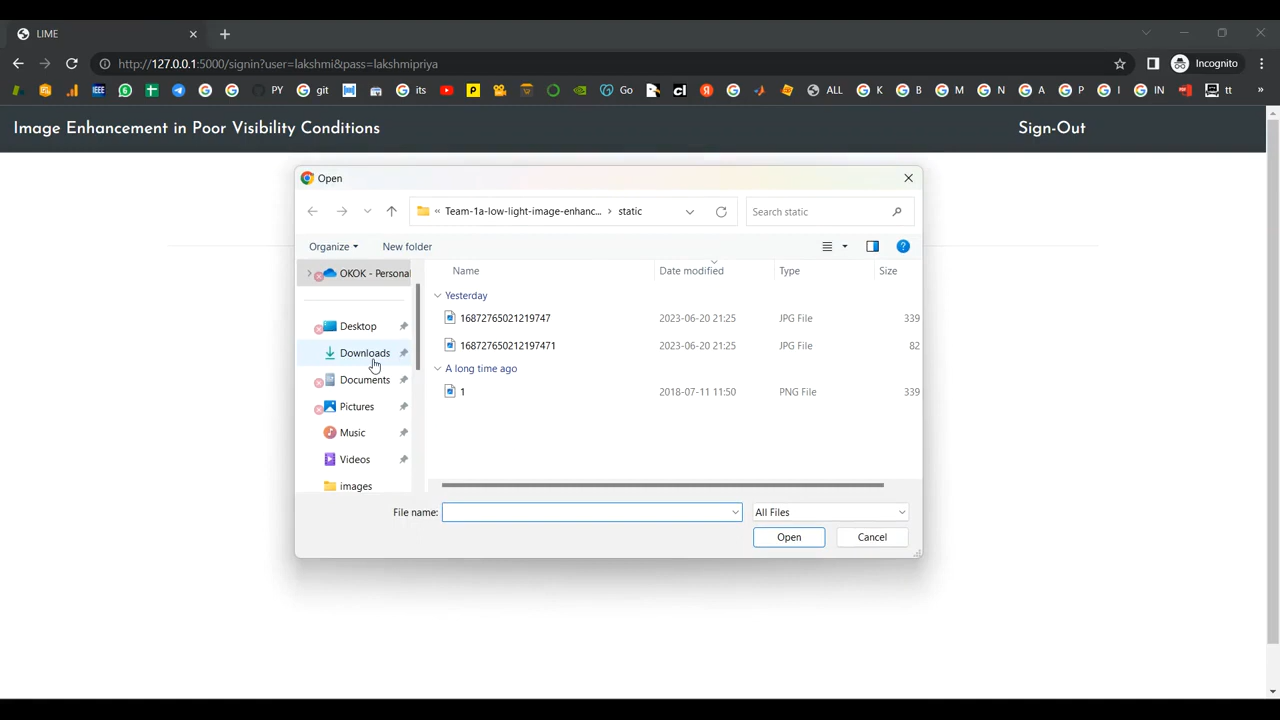 LIME
http://127.0.0.1:5000/signin?user=lakshmi&pass=lakshmipriya
Incognito
IEEE
PY
git
its
Go
ALL
K
B
M
N
A
P
I
IN
tt
»
Image Enhancement in Poor Visibility Conditions
Sign-Out
Open
« Team-1a-low-light-image-enhanc... > static
Search static
Organize
New folder
OKOK - Personal
Name
Date modified
Type
Size
Yesterday
16872765021219747
2023-06-20 21:25
JPG File
339
168727650212197471
2023-06-20 21:25
JPG File
82
A long time ago
1
2018-07-11 11:50
PNG File
339
Desktop
Downloads
Documents
Pictures
Music
Videos
images
File name:
All Files
Open
Cancel